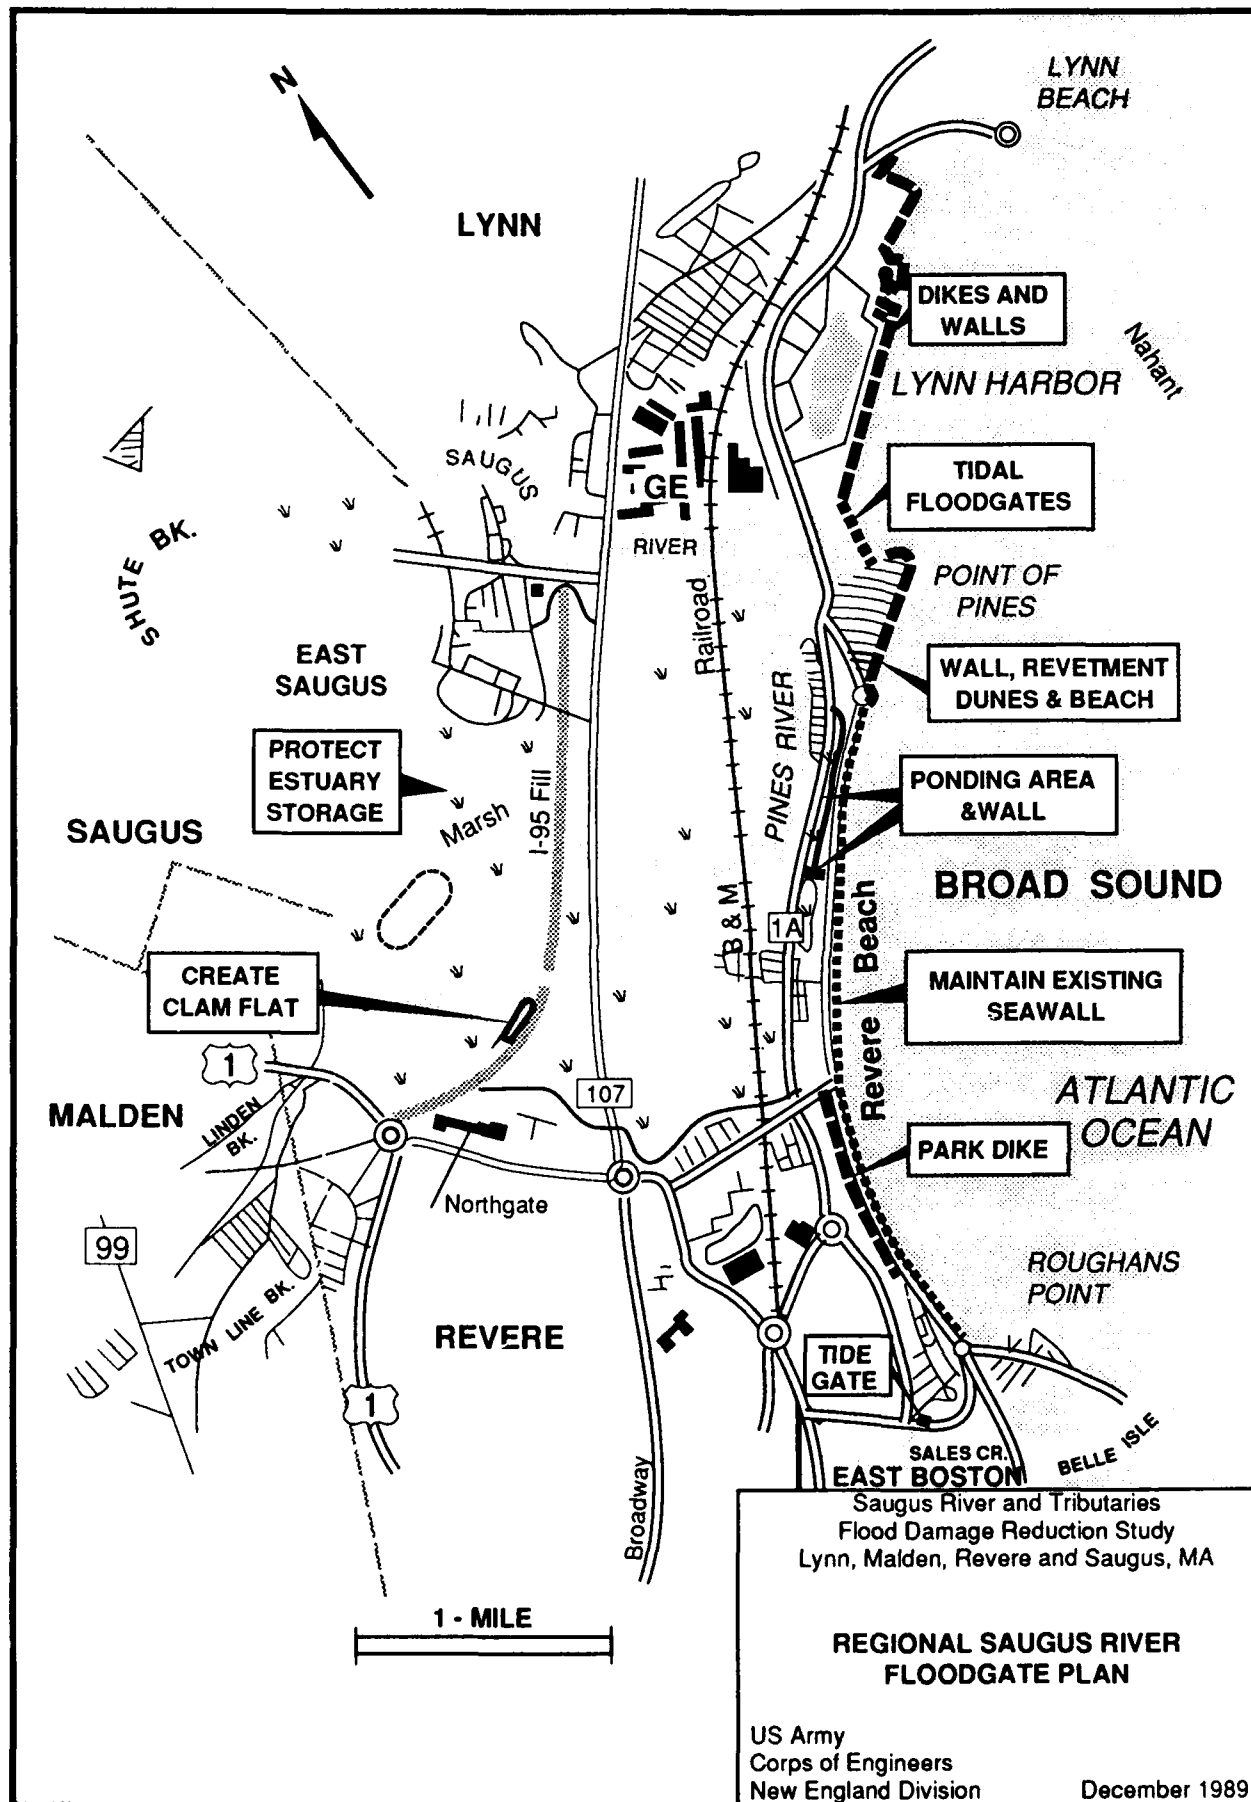 LYNN
BEACH
N
LYNN
DIKES AND
WALLS
Nahant
LYNN HARBOR
SAUGUS
GE
TIDAL
FLOODGATES
RIVER
SHUTE BK.
POINT OF
PINES
Railroad
EAST
SAUGUS
WALL, REVETMENT
DUNES & BEACH
PINES RIVER
PROTECT
ESTUARY
STORAGE
PONDING AREA
&WALL
I-95 Fill
Marsh
SAUGUS
BROAD SOUND
B & M
1A
Revere Beach
CREATE
CLAM FLAT
MAINTAIN EXISTING
SEAWALL
1
107
MALDEN
LINDEN
BK.
ATLANTIC
OCEAN
PARK DIKE
Northgate
99
ROUGHANS
POINT
TOWN LINE BK.
REVERE
TIDE
GATE
1
SALES CR.
BELLE ISLE
EAST BOSTON
Broadway
Saugus River and Tributaries
Flood Damage Reduction Study
Lynn, Malden, Revere and Saugus, MA
1 - MILE
REGIONAL SAUGUS RIVER
FLOODGATE PLAN
US Army
Corps of Engineers
New England Division December 1989